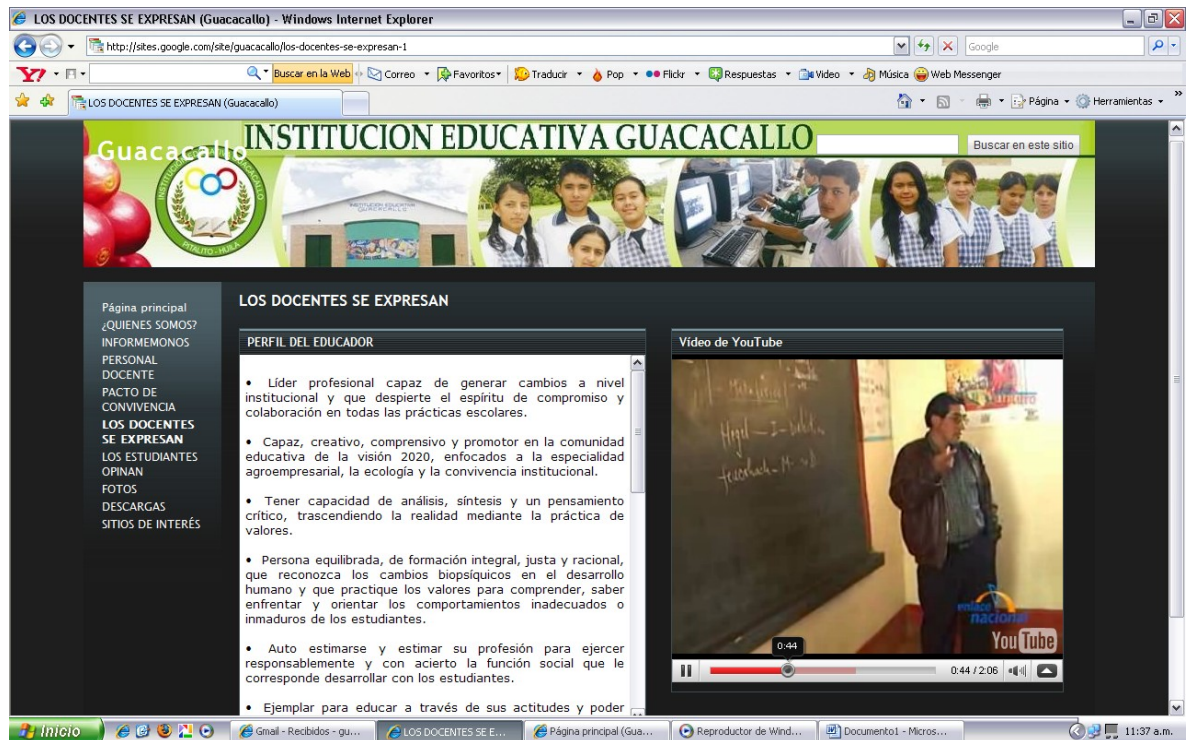 LOS DOCENTES SE EXPRESAN (Guacacallo) - Windows Internet Explorer
http://sites.google.com/site/guacacallo/los-docentes-se-expresan-1
Google
Buscar en la Web
Correo
Favoritos
Traducir
Pop
Flickr
Respuestas
Video
Música
Web Messenger
LOS DOCENTES SE EXPRESAN (Guacacallo)
Página
Herramientas
INSTITUCION EDUCATIVA GUACACALLO
Guacacallo
Buscar en este sitio
INSTITUCION EDUCATIVA
GUACACALLO
PITALITO - HUILA
Página principal
¿QUIENES SOMOS?
INFORMEMONOS
PERSONAL
DOCENTE
PACTO DE
CONVIVENCIA
LOS DOCENTES
SE EXPRESAN
LOS ESTUDIANTES
OPINAN
FOTOS
DESCARGAS
SITIOS DE INTERÉS
LOS DOCENTES SE EXPRESAN
PERFIL DEL EDUCADOR
• Líder profesional capaz de generar cambios a nivel
institucional y que despierte el espíritu de compromiso y
colaboración en todas las prácticas escolares.
• Capaz, creativo, comprensivo y promotor en la comunidad
educativa de la visión 2020, enfocados a la especialidad
agroempresarial, la ecología y la convivencia institucional.
• Tener capacidad de análisis, síntesis y un pensamiento
crítico, trascendiendo la realidad mediante la práctica de
valores.
• Persona equilibrada, de formación integral, justa y racional,
que reconozca los cambios biopsíquicos en el desarrollo
humano y que practique los valores para comprender, saber
enfrentar y orientar los comportamientos inadecuados o
inmaduros de los estudiantes.
• Auto estimarse y estimar su profesión para ejercer
responsablemente y con acierto la función social que le
corresponde desarrollar con los estudiantes.
• Ejemplar para educar a través de sus actitudes y poder
Vídeo de YouTube
Hegel
enlace
nacional
YouTube
0:44
0:44 / 2:06
Inicio
Gmail - Recibidos - gu...
LOS DOCENTES SE E...
Página principal (Gua...
Reproductor de Wind...
Documento1 - Micros...
11:37 a.m.